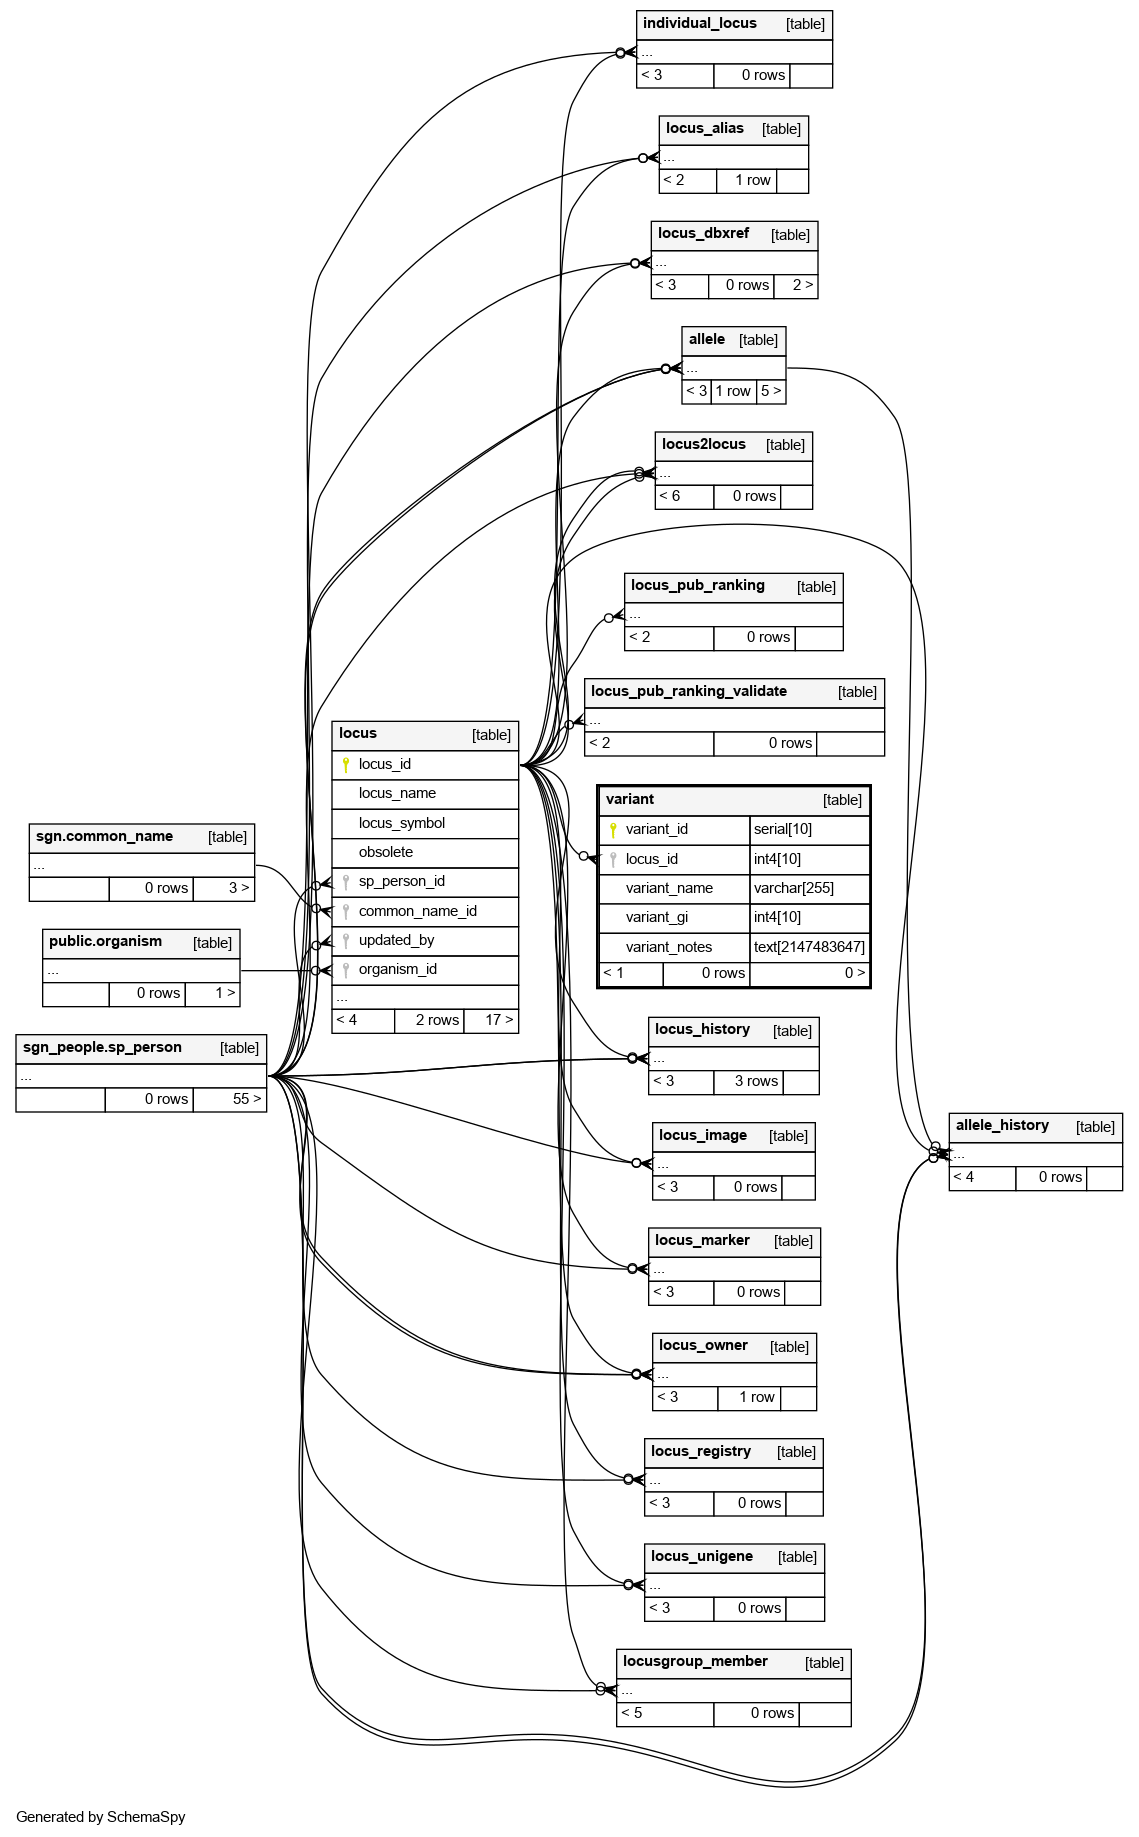 individual_locus [table]
...
< 3 0 rows
locus_alias [table]
...
< 2 1 row
locus_dbxref [table]
...
< 3 0 rows 2 >
allele [table]
...
< 3 1 row 5 >
locus2locus [table]
...
< 6 0 rows
locus_pub_ranking [table]
...
< 2 0 rows
locus_pub_ranking_validate [table]
...
< 2 0 rows
locus [table]
locus_id
locus_name
locus_symbol
obsolete
sp_person_id
common_name_id
updated_by
organism_id
...
< 4 2 rows 17 >
variant [table]
variant_id serial[10]
locus_id int4[10]
variant_name varchar[255]
variant_gi int4[10]
variant_notes text[2147483647]
< 1 0 rows 0 >
sgn.common_name [table]
...
0 rows 3 >
public.organism [table]
...
0 rows 1 >
sgn_people.sp_person [table]
...
0 rows 55 >
locus_history [table]
...
< 3 3 rows
locus_image [table]
...
< 3 0 rows
allele_history [table]
...
< 4 0 rows
locus_marker [table]
...
< 3 0 rows
locus_owner [table]
...
< 3 1 row
locus_registry [table]
...
< 3 0 rows
locus_unigene [table]
...
< 3 0 rows
locusgroup_member [table]
...
< 5 0 rows
Generated by SchemaSpy